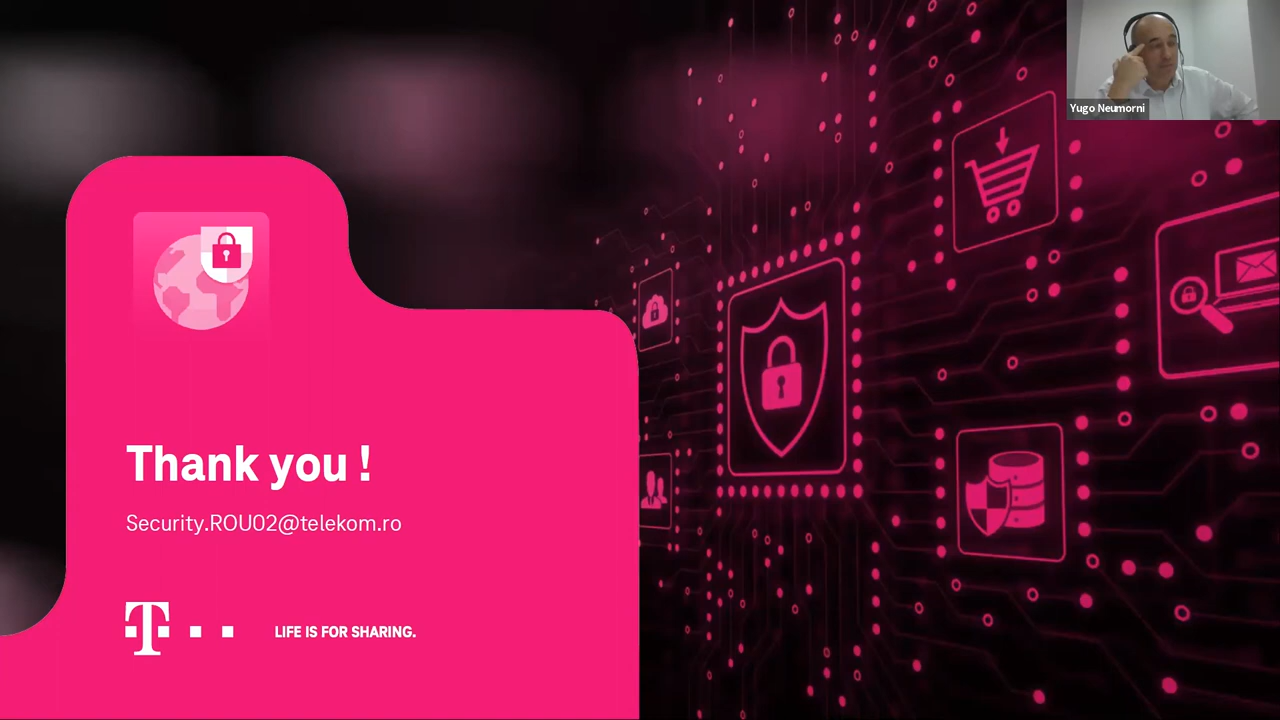 Yugo Neumorni
Thank you !
Security.ROU02@telekom.ro
T
LIFE IS FOR SHARING.